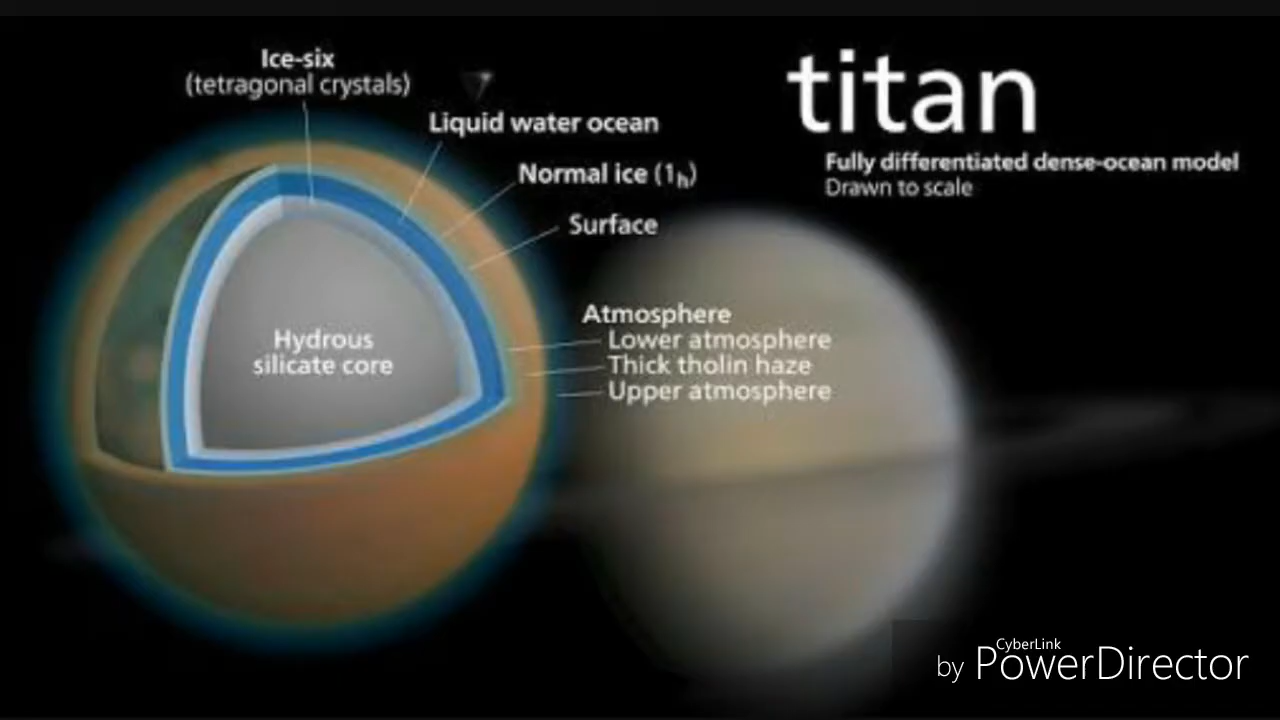 Ice-six
(tetragonal crystals)
Liquid water ocean
Normal ice (1h)
Surface
Atmosphere
Lower atmosphere
Thick tholin haze
Upper atmosphere
Hydrous
silicate core
titan
Fully differentiated dense-ocean model
Drawn to scale
CyberLink
by PowerDirector